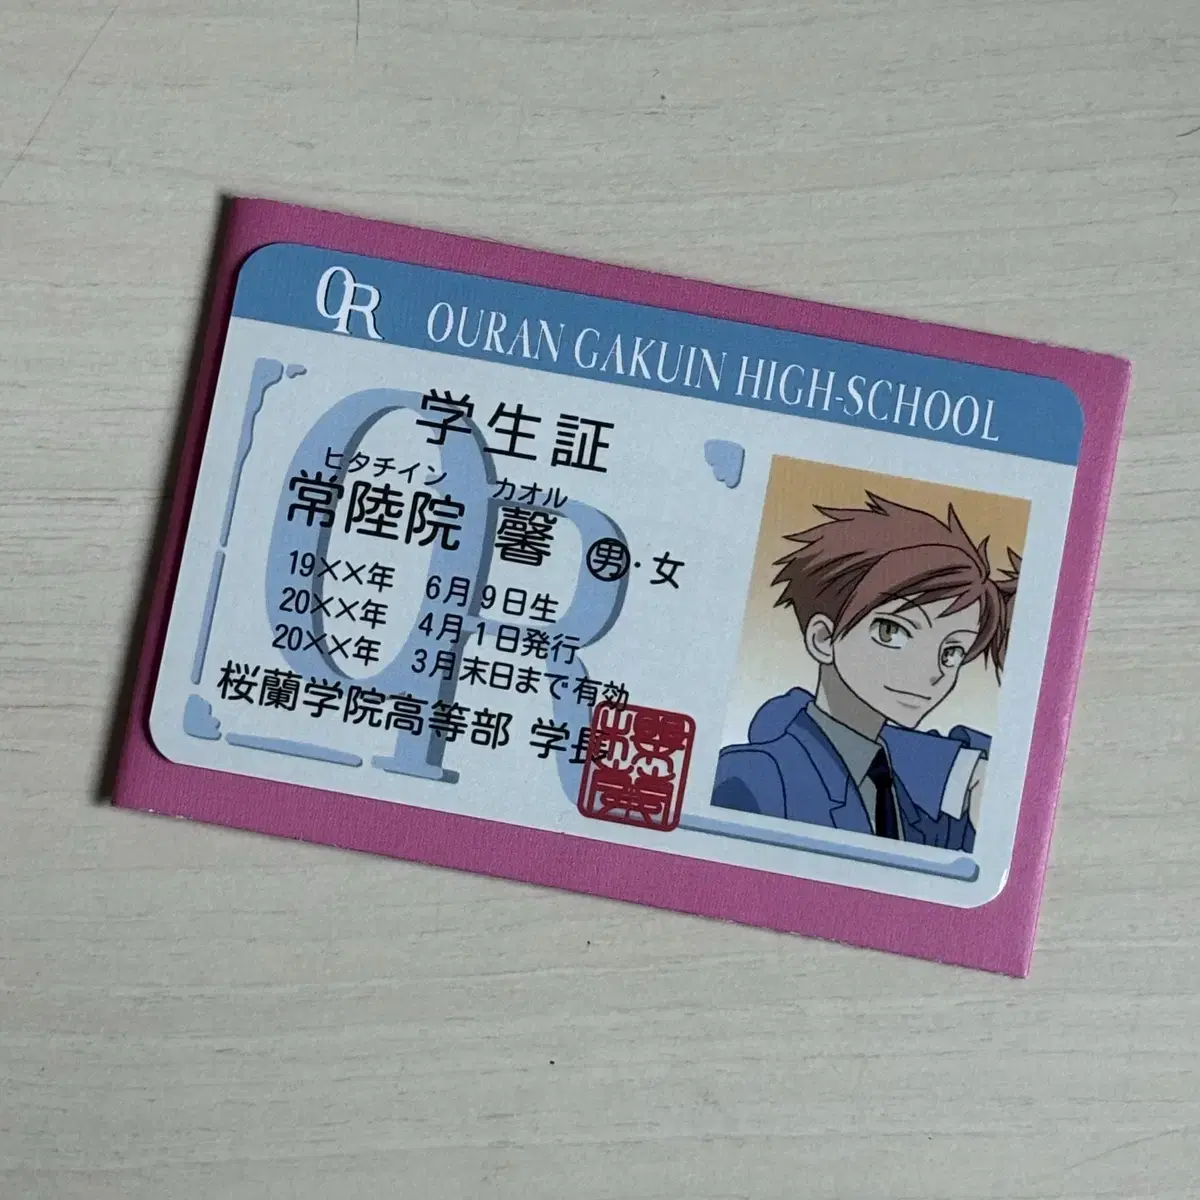 OR OURAN GAKUIN HIGH-SCHOOL
学生証
ヒタチイン カオル
常陸院 馨 男・女
19××年 6月9日生
20××年 4月1日発行
20××年 3月末日まで有効
桜蘭学院高等部 学長
OR